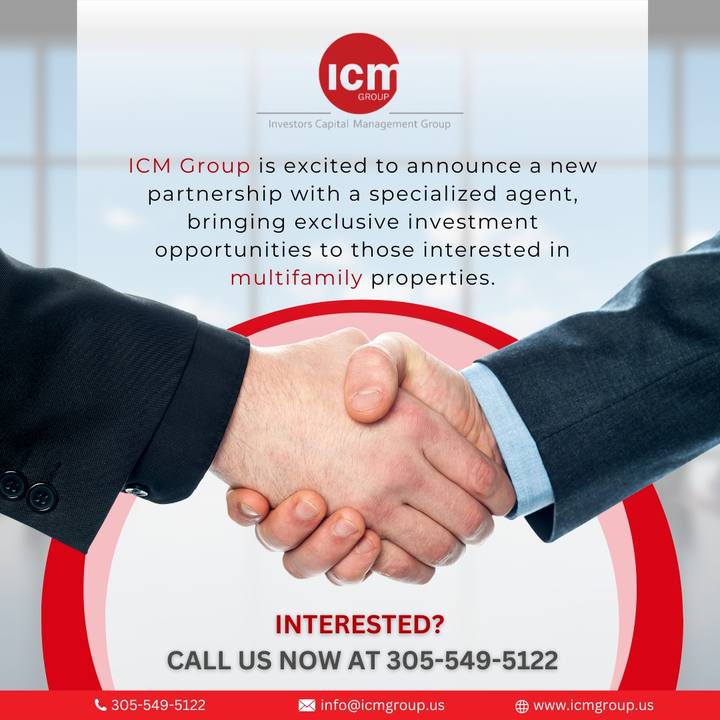 icm
GROUP
Investors Capital Management Group
ICM Group is excited to announce a new
partnership with a specialized agent,
bringing exclusive investment
opportunities to those interested in
multifamily properties.
INTERESTED?
CALL US NOW AT 305-549-5122
305-549-5122 info@icmgroup.us www.icmgroup.us